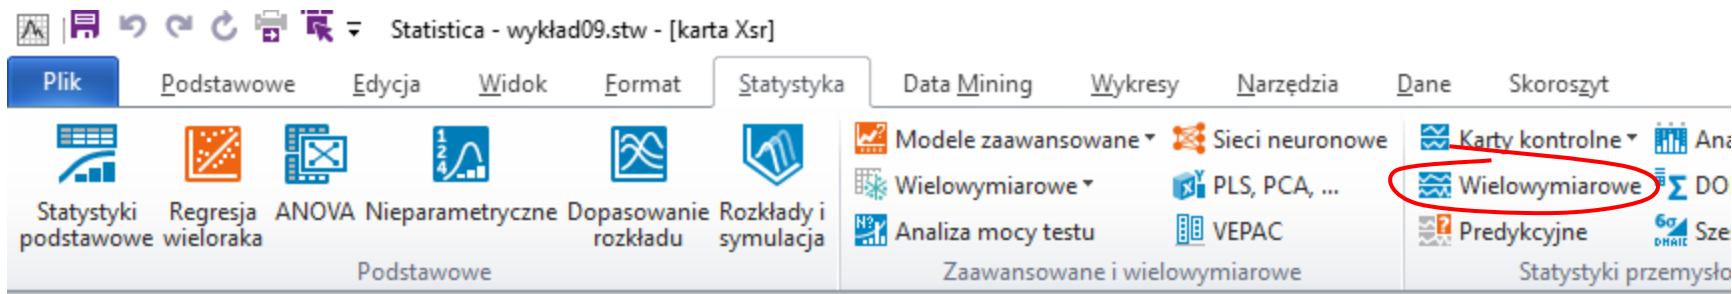 Statistica - wykład09.stw - [karta Xsr]
Plik Podstawowe Edycja Widok Format Statystyka Data Mining Wykresy Narzędzia Dane Skoroszyt
Statystyki podstawowe
Regresja wieloraka
ANOVA
Nieparametryczne
Dopasowanie rozkładu
Rozkłady i symulacja
Podstawowe
Modele zaawansowane
Wielowymiarowe
Analiza mocy testu
Sieci neuronowe
PLS, PCA, ...
VEPAC
Zaawansowane i wielowymiarowe
Karty kontrolne
Wielowymiarowe
Predykcyjne
Statystyki